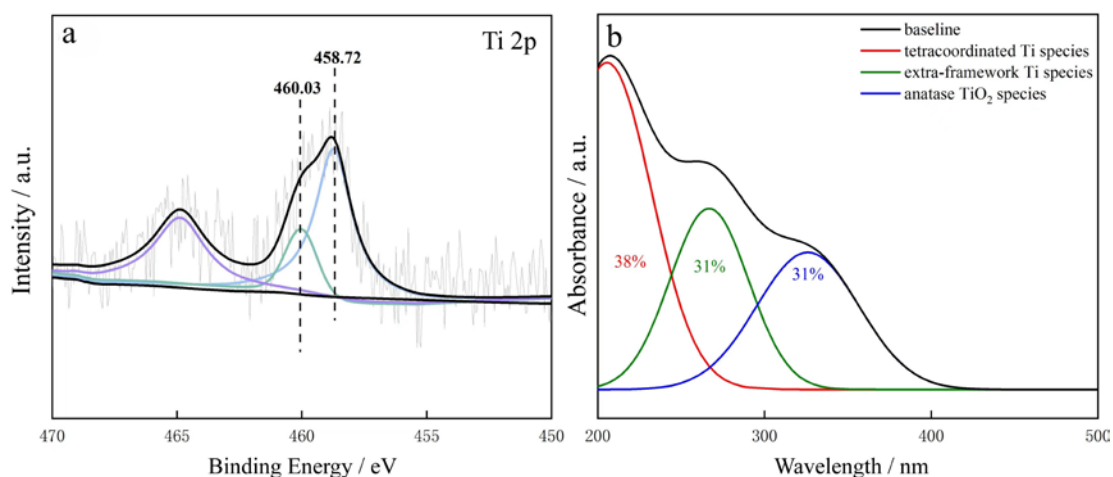 a
Ti 2p
458.72
460.03
Intensity / a.u.
470
465
460
455
450
Binding Energy / eV
b
baseline
tetracoordinated Ti species
extra-framework Ti species
anatase TiO₂ species
38%
31%
31%
Absorbance / a.u.
200
300
400
500
Wavelength / nm